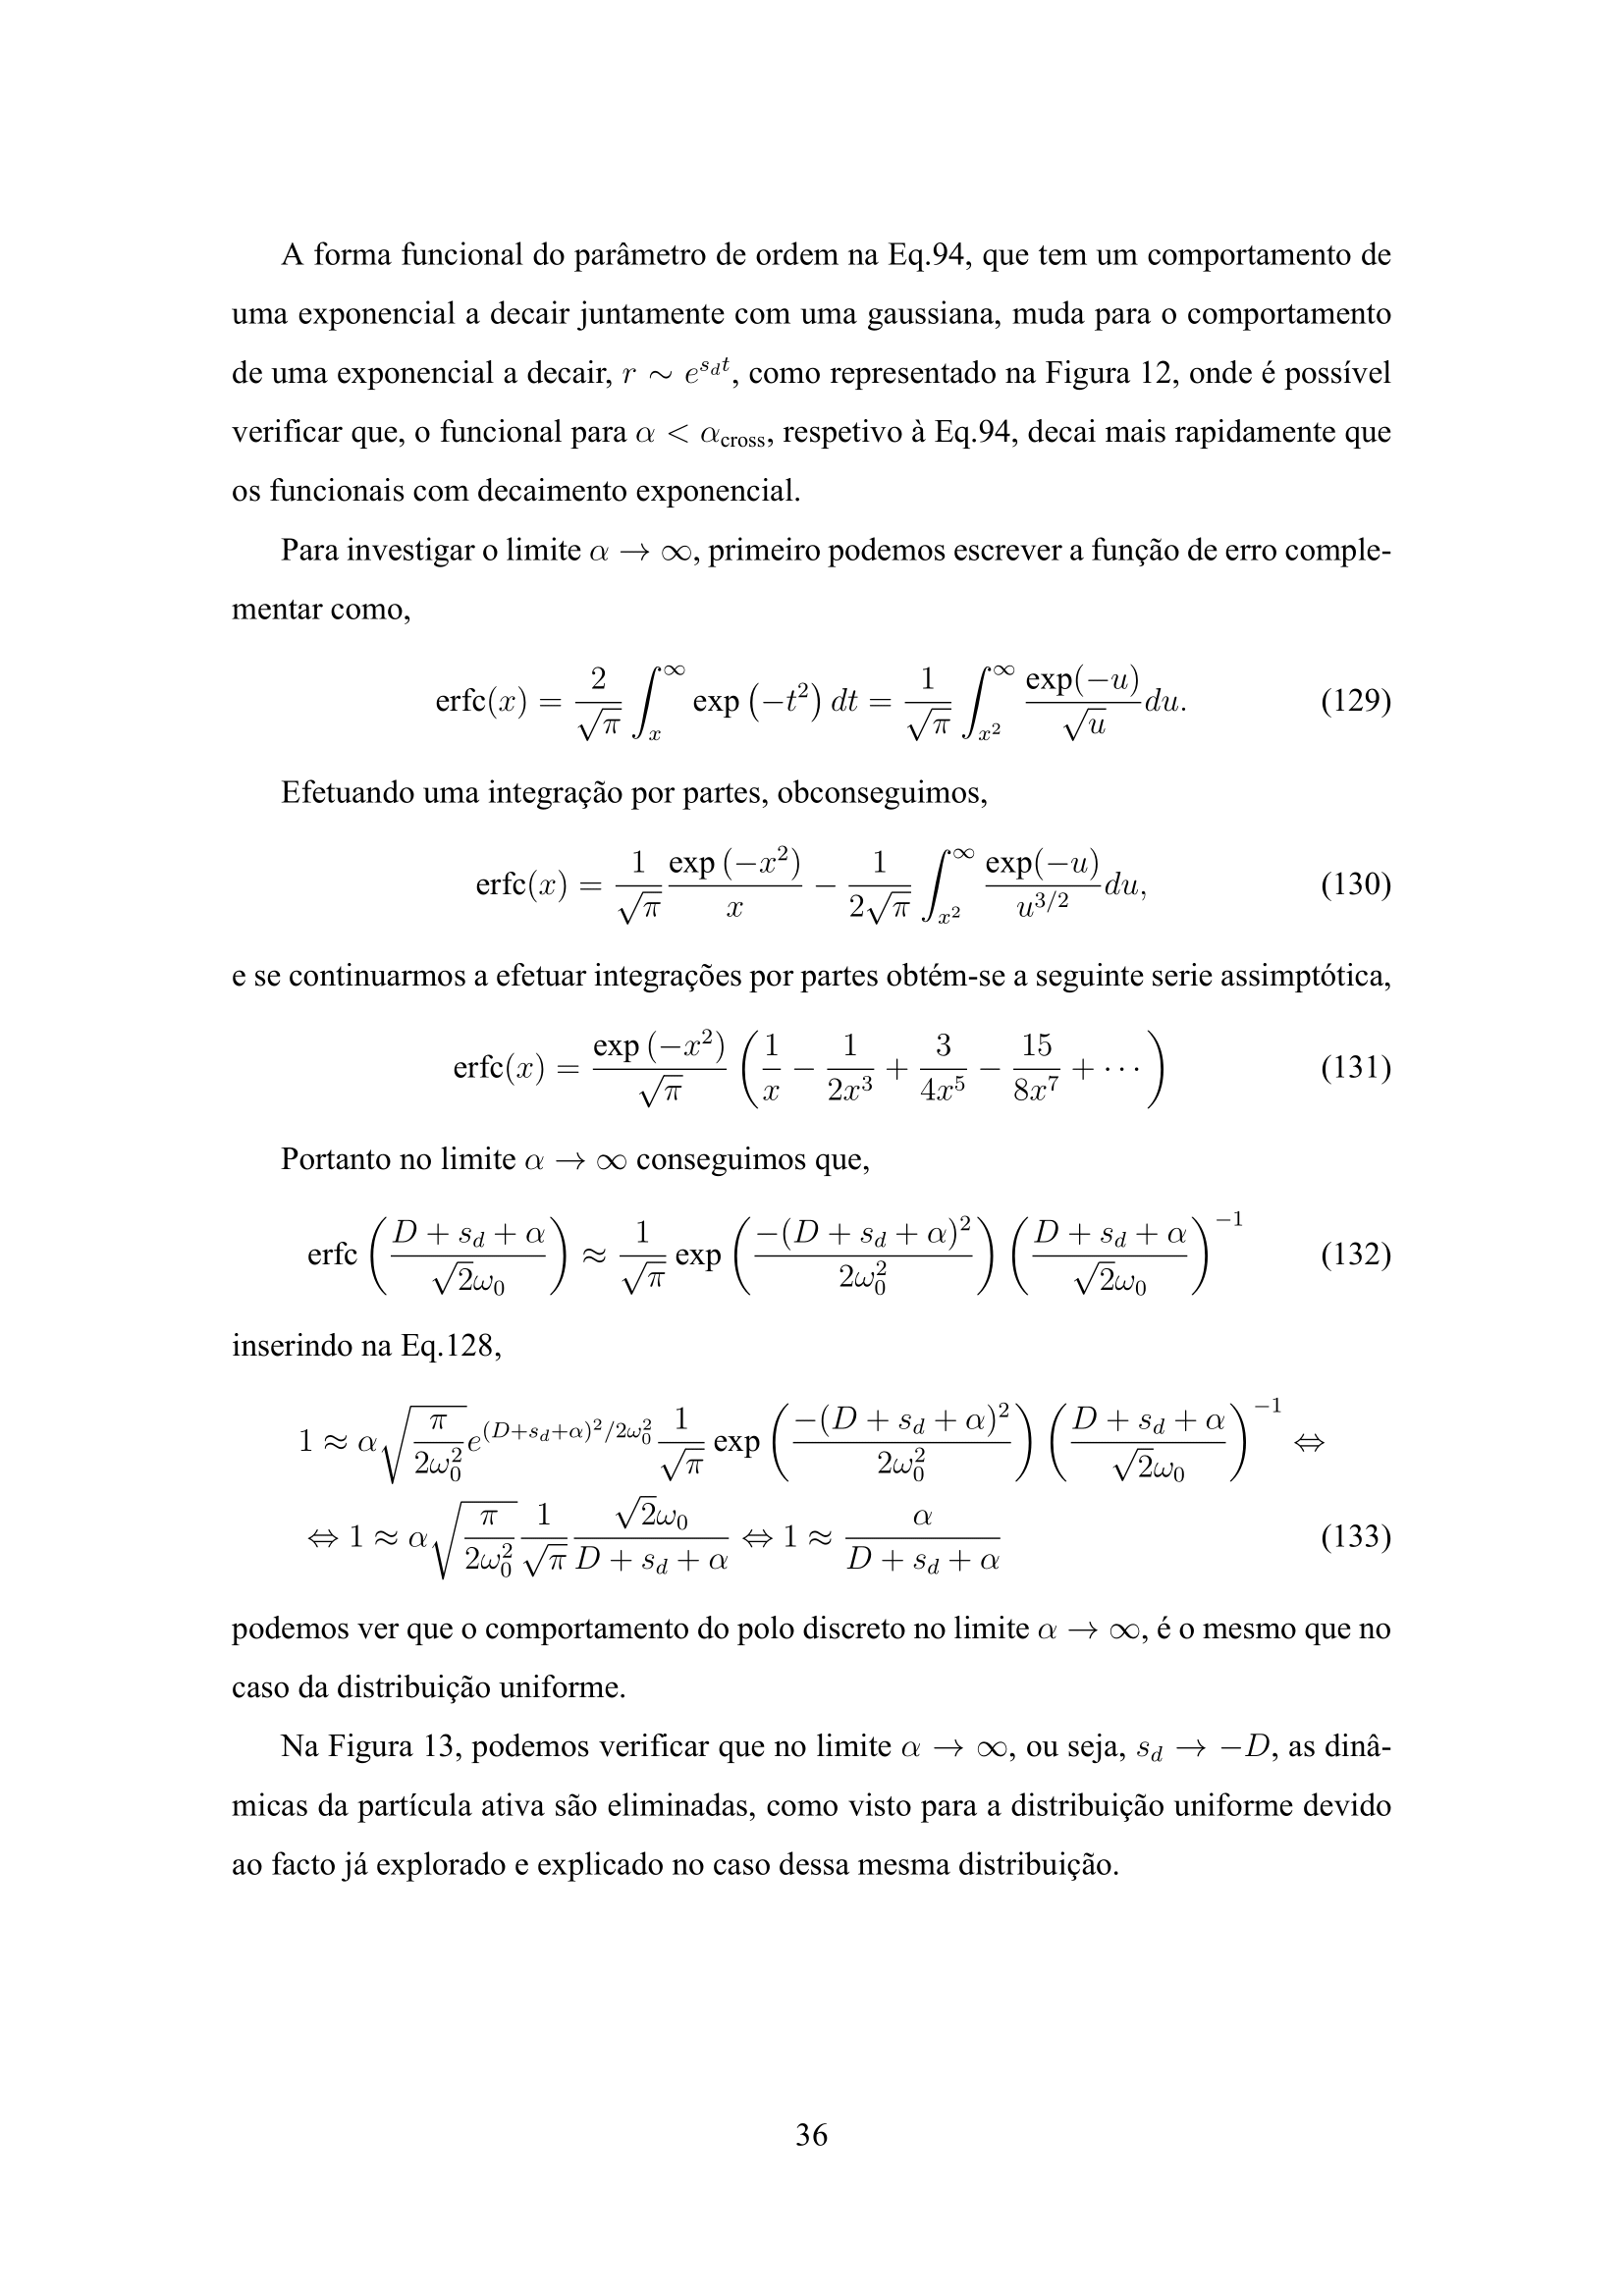 A forma funcional do parâmetro de ordem na Eq.94, que tem um comportamento de
uma exponencial a decair juntamente com uma gaussiana, muda para o comportamento
de uma exponencial a decair, $r \sim e^{s_d t}$, como representado na Figura 12, onde é possível
verificar que, o funcional para $\alpha < \alpha_{\text{cross}}$, respetivo à Eq.94, decai mais rapidamente que
os funcionais com decaimento exponencial.
Para investigar o limite $\alpha \to \infty$, primeiro podemos escrever a função de erro comple-
mentar como,
$\text{erfc}(x) = \frac{2}{\sqrt{\pi}} \int_x^\infty \exp\left(-t^2\right) dt = \frac{1}{\sqrt{\pi}} \int_{x^2}^\infty \frac{\exp(-u)}{\sqrt{u}} du.$ (129)
Efetuando uma integração por partes, obconseguimos,
$\text{erfc}(x) = \frac{1}{\sqrt{\pi}} \frac{\exp\left(-x^2\right)}{x} - \frac{1}{2\sqrt{\pi}} \int_{x^2}^\infty \frac{\exp(-u)}{u^{3/2}} du,$ (130)
e se continuarmos a efetuar integrações por partes obtém-se a seguinte serie assimptótica,
$\text{erfc}(x) = \frac{\exp\left(-x^2\right)}{\sqrt{\pi}} \left( \frac{1}{x} - \frac{1}{2x^3} + \frac{3}{4x^5} - \frac{15}{8x^7} + \cdots \right)$ (131)
Portanto no limite $\alpha \to \infty$ conseguimos que,
$\text{erfc}\left( \frac{D + s_d + \alpha}{\sqrt{2}\omega_0} \right) \approx \frac{1}{\sqrt{\pi}} \exp\left( \frac{-(D + s_d + \alpha)^2}{2\omega_0^2} \right) \left( \frac{D + s_d + \alpha}{\sqrt{2}\omega_0} \right)^{-1}$ (132)
inserindo na Eq.128,
$1 \approx \alpha \sqrt{\frac{\pi}{2\omega_0^2}} e^{(D+s_d+\alpha)^2/2\omega_0^2} \frac{1}{\sqrt{\pi}} \exp\left( \frac{-(D + s_d + \alpha)^2}{2\omega_0^2} \right) \left( \frac{D + s_d + \alpha}{\sqrt{2}\omega_0} \right)^{-1} \Leftrightarrow$
$\Leftrightarrow 1 \approx \alpha \sqrt{\frac{\pi}{2\omega_0^2}} \frac{1}{\sqrt{\pi}} \frac{\sqrt{2}\omega_0}{D + s_d + \alpha} \Leftrightarrow 1 \approx \frac{\alpha}{D + s_d + \alpha}$ (133)
podemos ver que o comportamento do polo discreto no limite $\alpha \to \infty$, é o mesmo que no
caso da distribuição uniforme.
Na Figura 13, podemos verificar que no limite $\alpha \to \infty$, ou seja, $s_d \to -D$, as dinâ-
micas da partícula ativa são eliminadas, como visto para a distribuição uniforme devido
ao facto já explorado e explicado no caso dessa mesma distribuição.
36